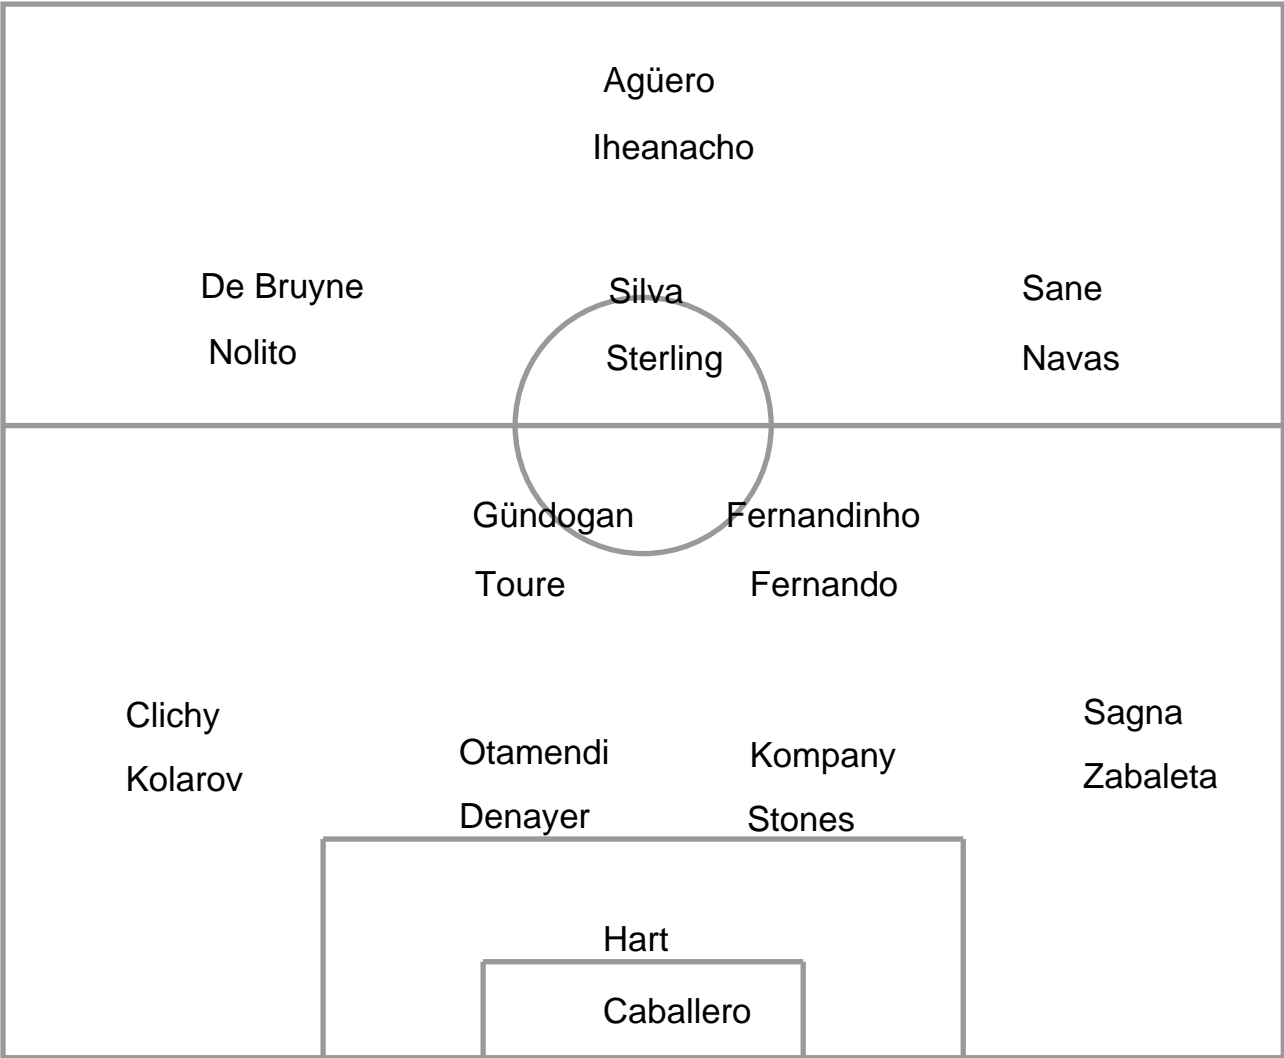 Agüero
Iheanacho
De Bruyne Silva Sane
Nolito Sterling Navas
Gündogan Fernandinho
Toure Fernando
Clichy Sagna
Otamendi Kompany
Kolarov Zabaleta
Denayer Stones
Hart
Caballero